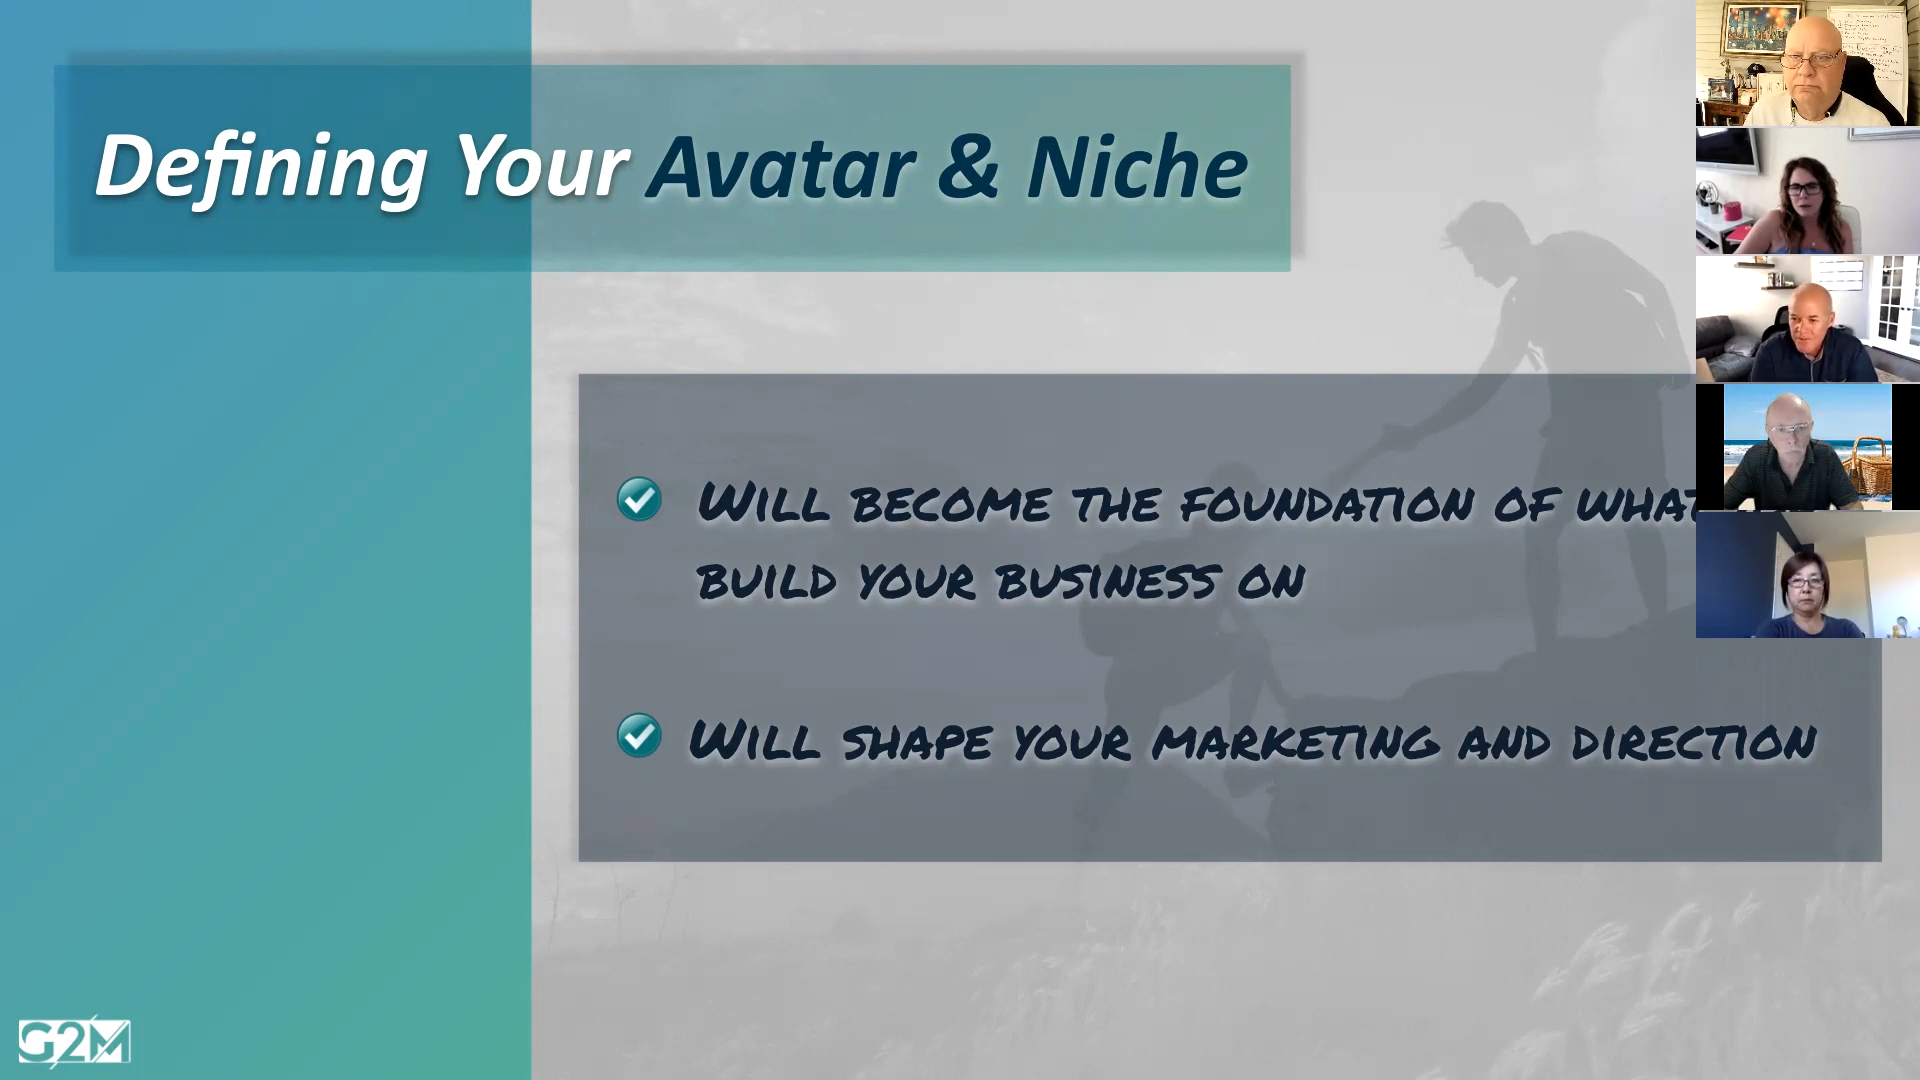 Defining Your Avatar & Niche
Will become the foundation of what
build your business on
Will shape your marketing and direction
G2M